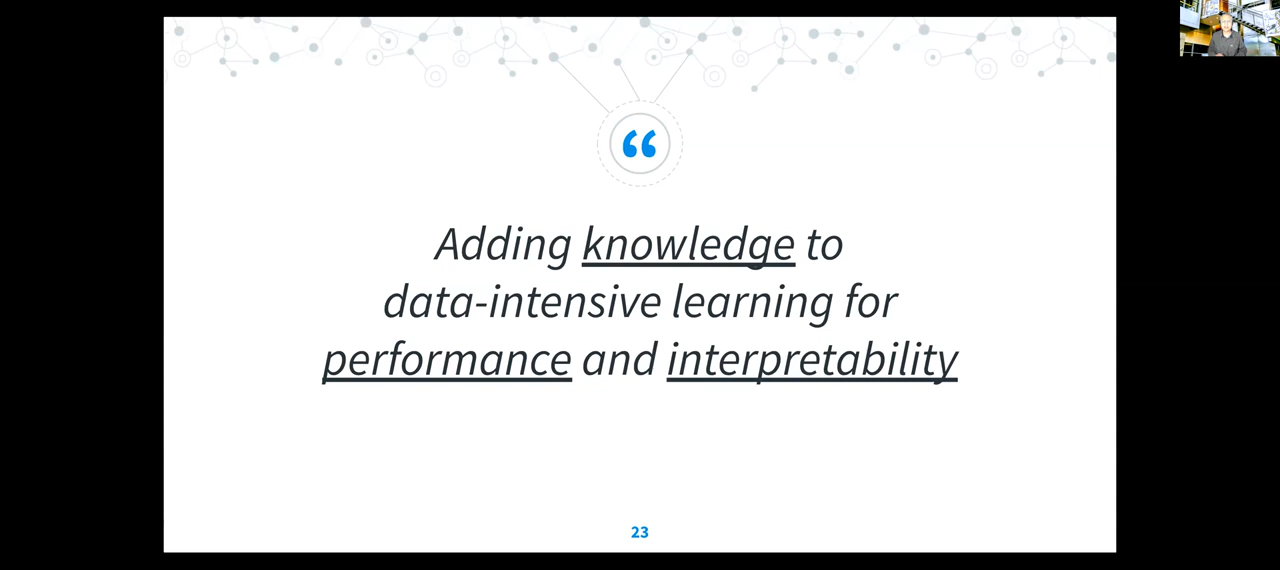 “
Adding knowledge to
data-intensive learning for
performance and interpretability
23